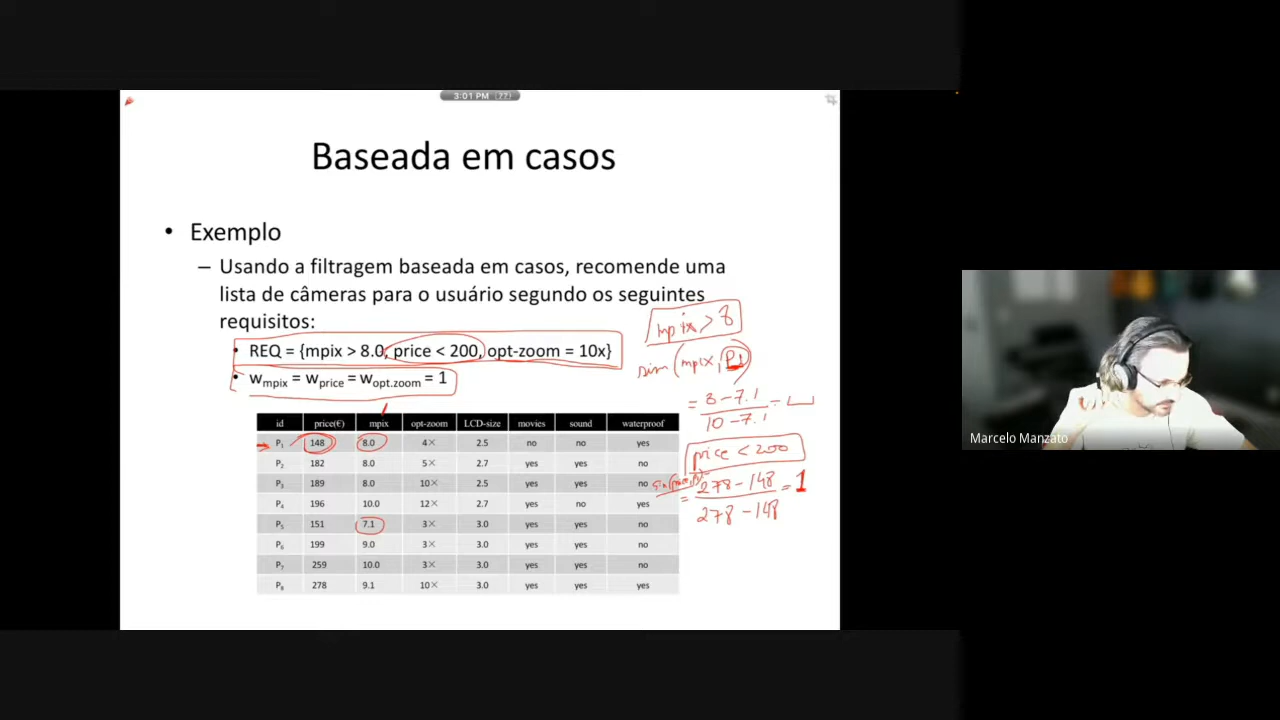 3:01 PM (77)
Baseada em casos
• Exemplo
– Usando a filtragem baseada em casos, recomende uma
lista de câmeras para o usuário segundo os seguintes
requisitos:
• REQ = {mpix > 8.0, price < 200, opt-zoom = 10x}
• wmpix = wprice = wopt.zoom = 1
id price(€) mpix opt-zoom LCD-size movies sound waterproof
P1 148 8.0 4× 2.5 no no yes
P2 182 8.0 5× 2.7 yes yes no
P3 189 8.0 10× 2.5 yes yes no
P4 196 10.0 12× 2.7 yes no yes
P5 151 7.1 3× 3.0 yes yes no
P6 199 9.0 3× 3.0 yes yes no
P7 259 10.0 3× 3.0 yes yes no
P8 278 9.1 10× 3.0 yes yes yes
mpix > 8
sim (mpix, P1)
= 8 - 7.1
10 - 7.1
price < 200
278 - 148 = 1
= 278 - 148
Marcelo Manzato